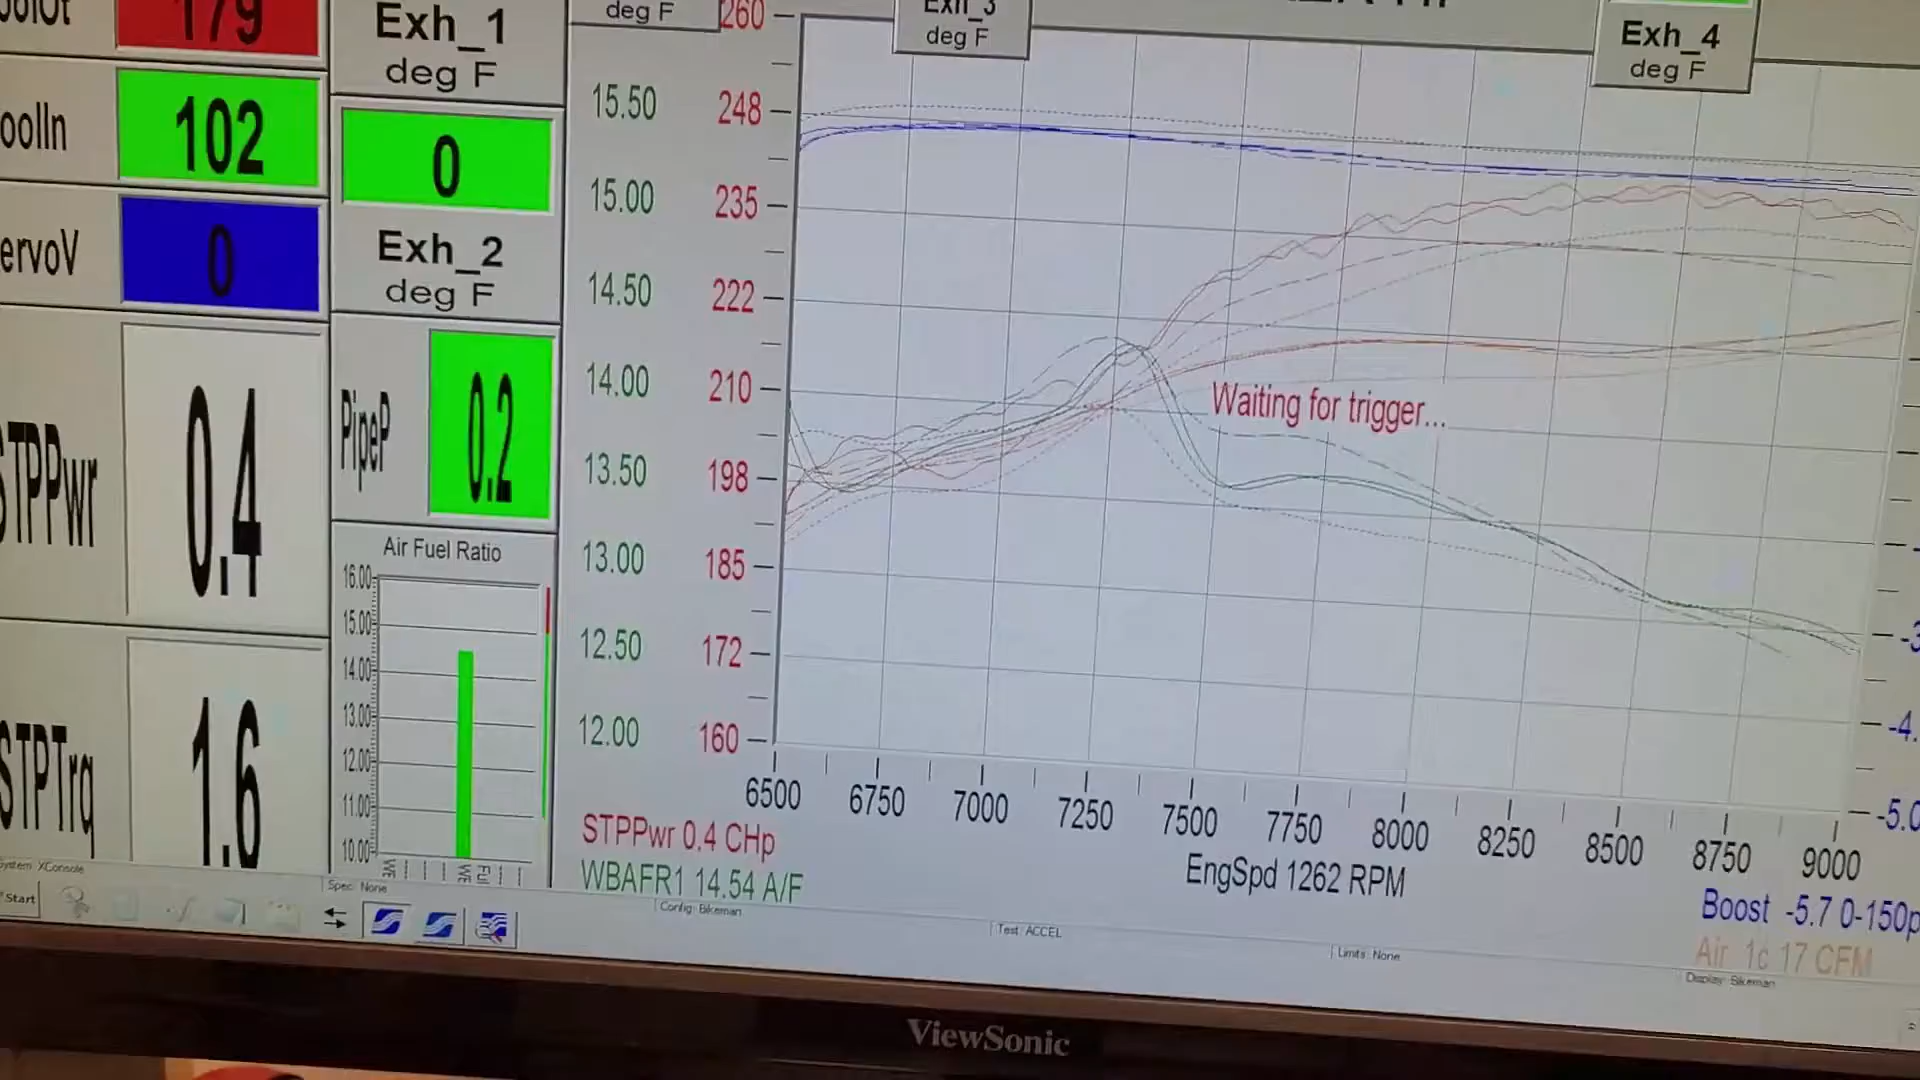 179
Exh_1
deg F
deg F
260
deg F
Exh_4
deg F
102
0
15.50
248
15.00
235
0
Exh_2
deg F
14.50
222
14.00
210
Waiting for trigger...
0.4
PipeP
0.2
13.50
198
13.00
185
Air Fuel Ratio
16.00
15.00
14.00
13.00
12.00
11.00
10.00
12.50
172
12.00
160
1.6
6500
6750
7000
7250
7500
7750
8000
8250
8500
8750
9000
STPPwr 0.4 CHp
WBAFR1 14.54 A/F
EngSpd 1262 RPM
Boost -5.7 0-150p
Air 1c 17 CFM
STPPwr
STPTrq
XConsole
Start
Spec: None
Config: Bikeman
Test: ACCEL
Limits: None
Display: Bikeman
ViewSonic